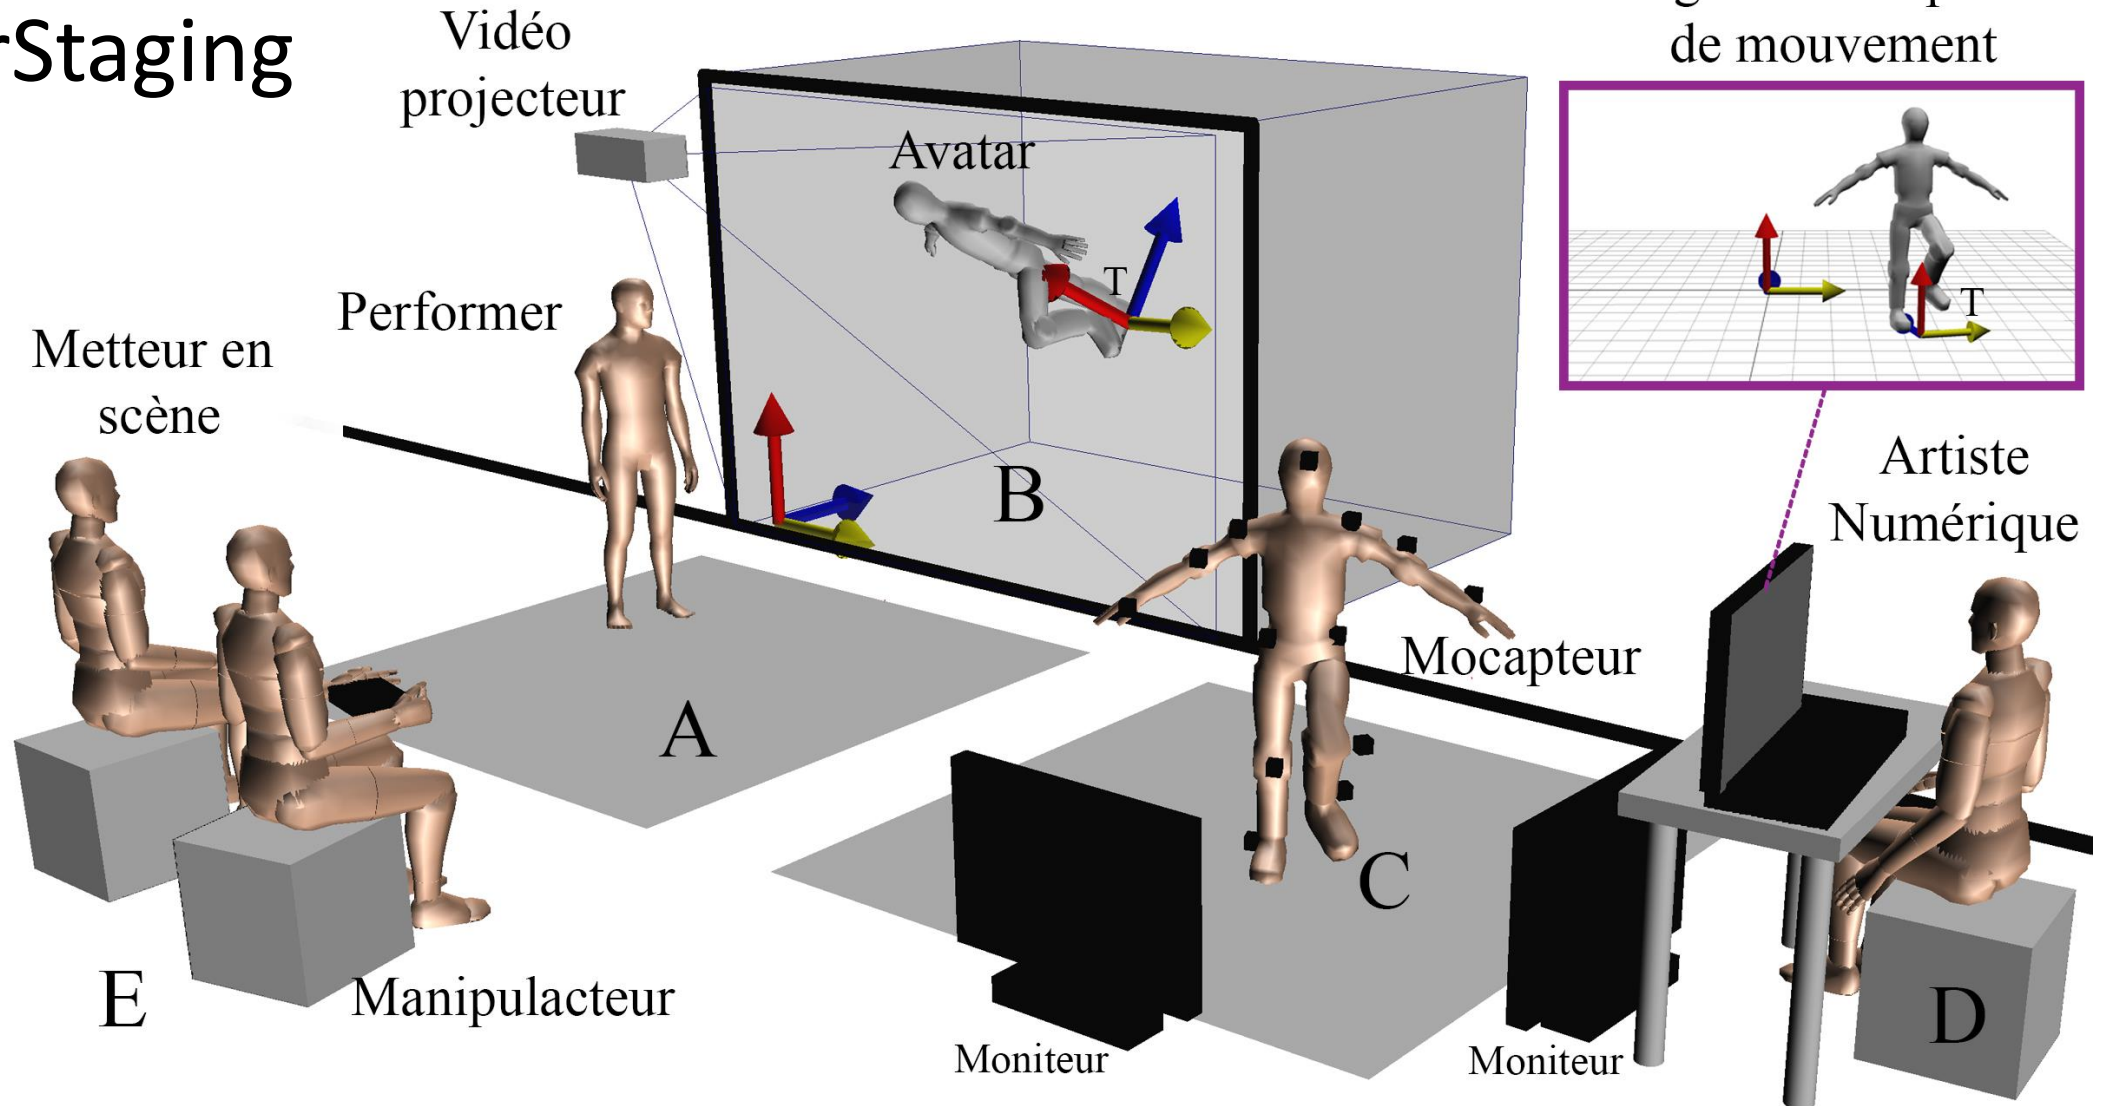 rStaging
Vidéo
projecteur
de mouvement
Avatar
T
T
Performer
Metteur en
scène
Artiste
Numérique
B
Mocapteur
A
C
E
Manipulacteur
D
Moniteur
Moniteur